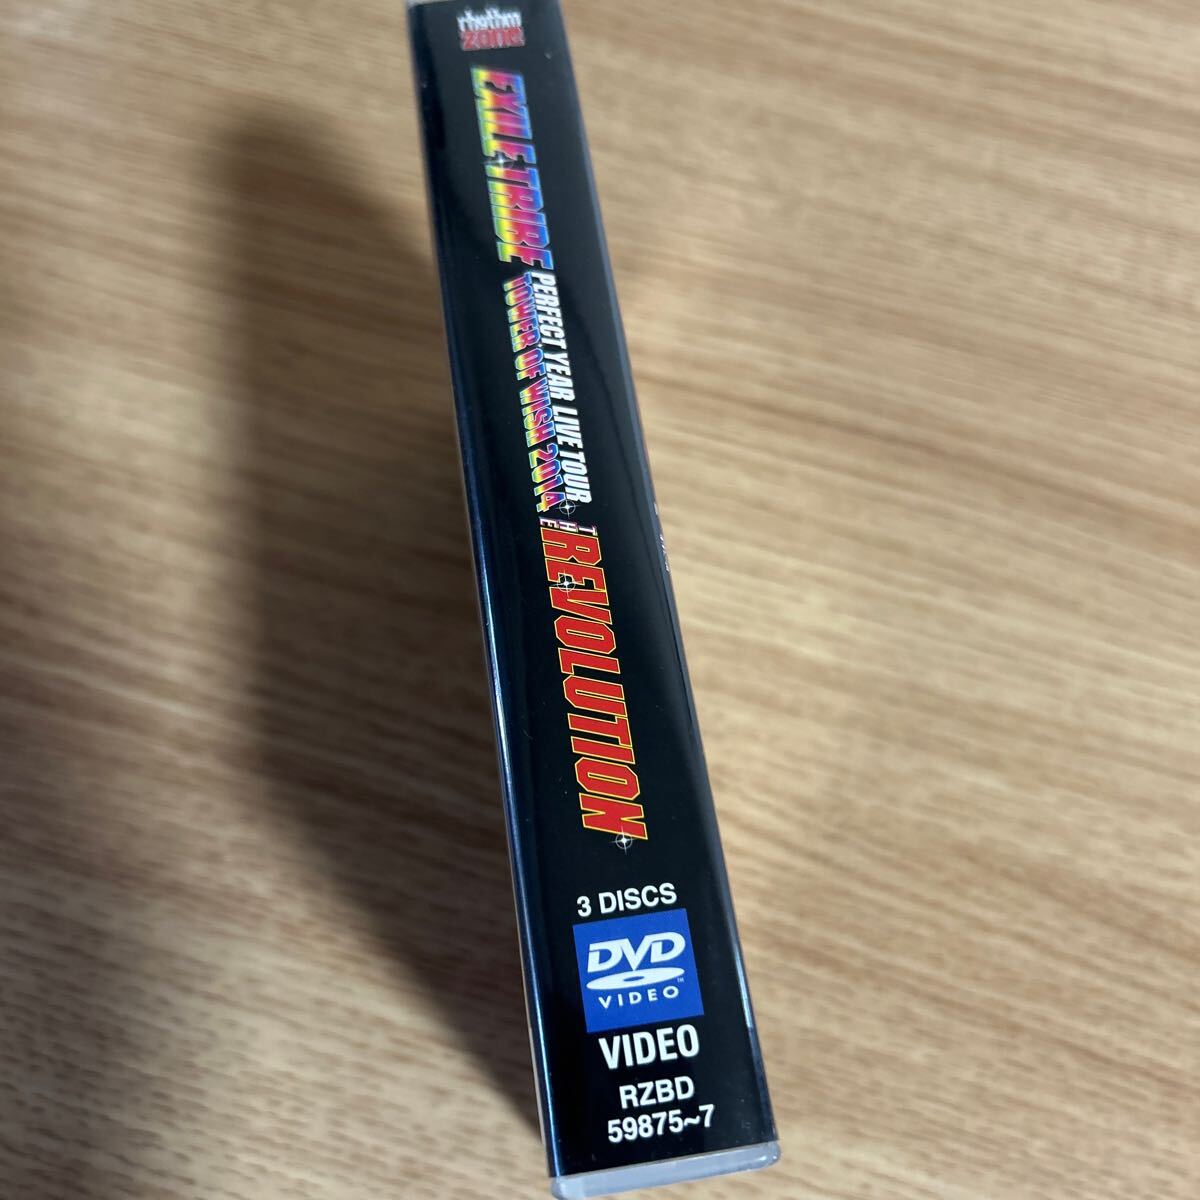 rhythm
zone
EXILE TRIBE
PERFECT YEAR LIVE TOUR
TOWER OF WISH 2014
THE
REVOLUTION
3 DISCS
DVD
VIDEO
TM
VIDEO
RZBD
59875~7